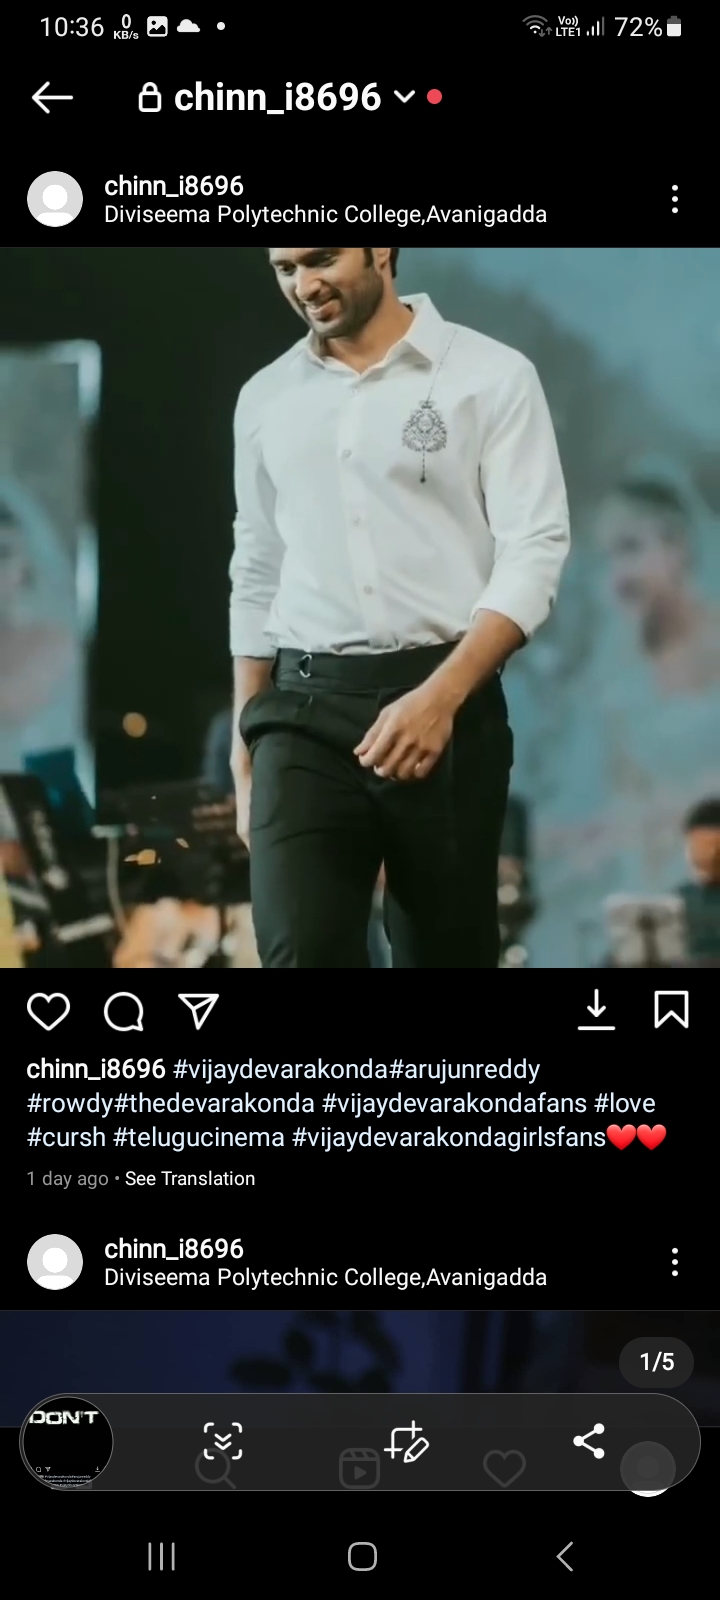 10:36 0 KB/s Vo)) LTE1 72%
chinn_i8696
chinn_i8696
Diviseema Polytechnic College,Avanigadda
chinn_i8696 #vijaydevarakonda#arujunreddy
#rowdy#thedevarakonda #vijaydevarakondafans #love
#cursh #telugucinema #vijaydevarakondagirlsfans❤️❤️
1 day ago • See Translation
chinn_i8696
Diviseema Polytechnic College,Avanigadda
1/5
DON'T